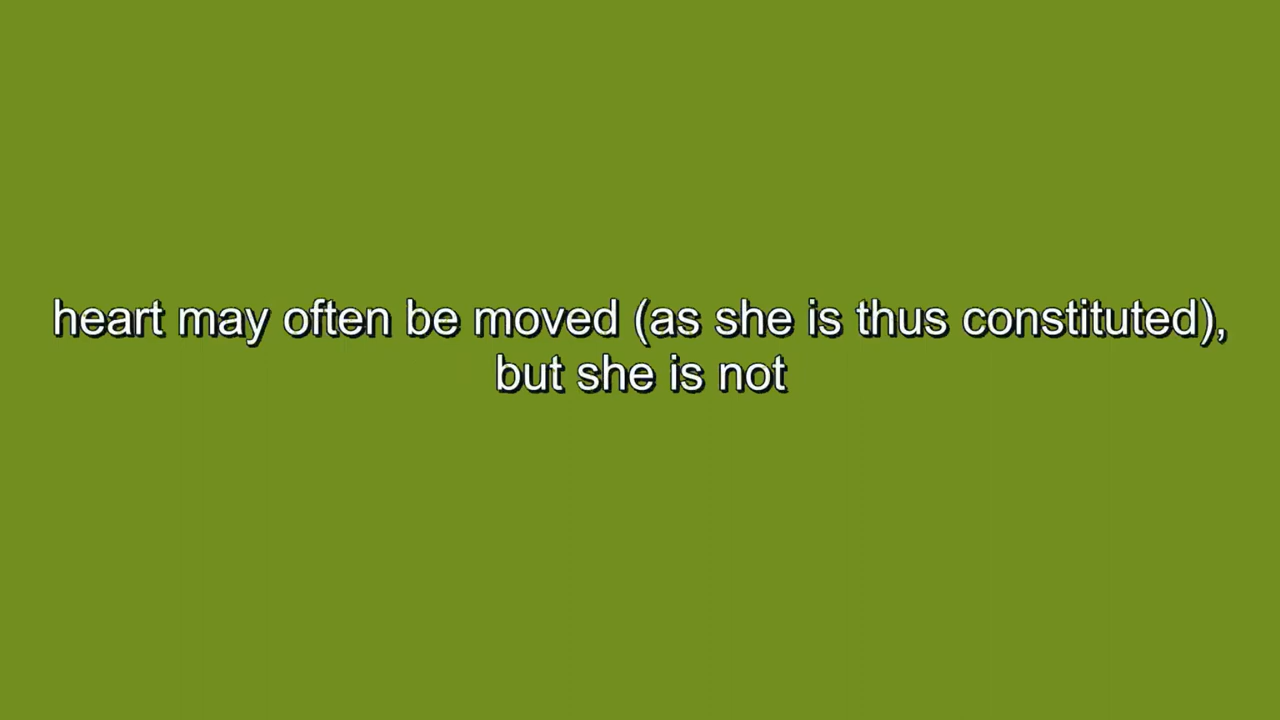 heart may often be moved (as she is thus constituted),
but she is not